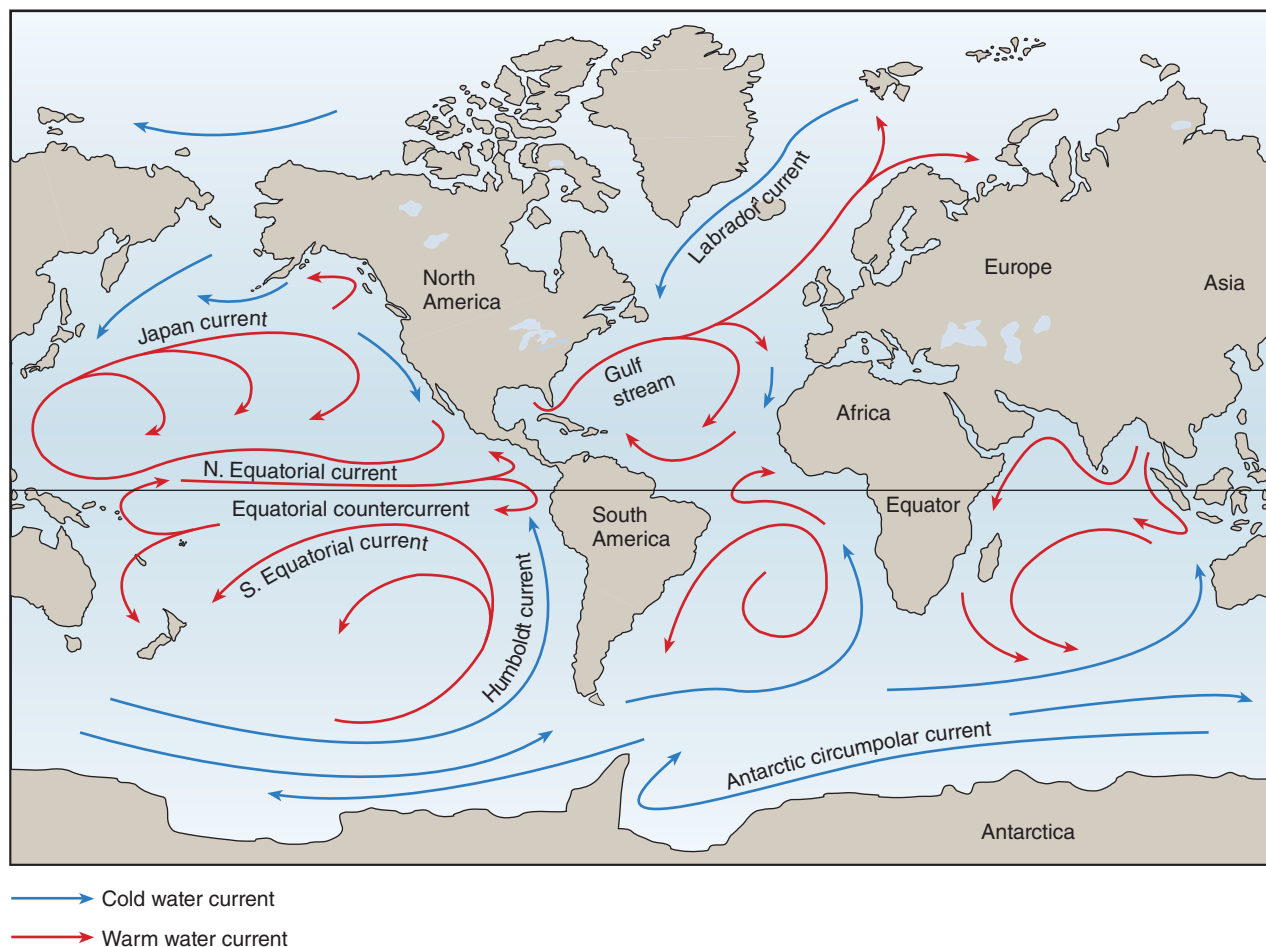 Labrador current
North
America
Europe
Asia
Japan current
Gulf
stream
Africa
N. Equatorial current
Equatorial countercurrent
Equator
South
America
S. Equatorial current
Humboldt current
Antarctic circumpolar current
Antarctica
Cold water current
Warm water current